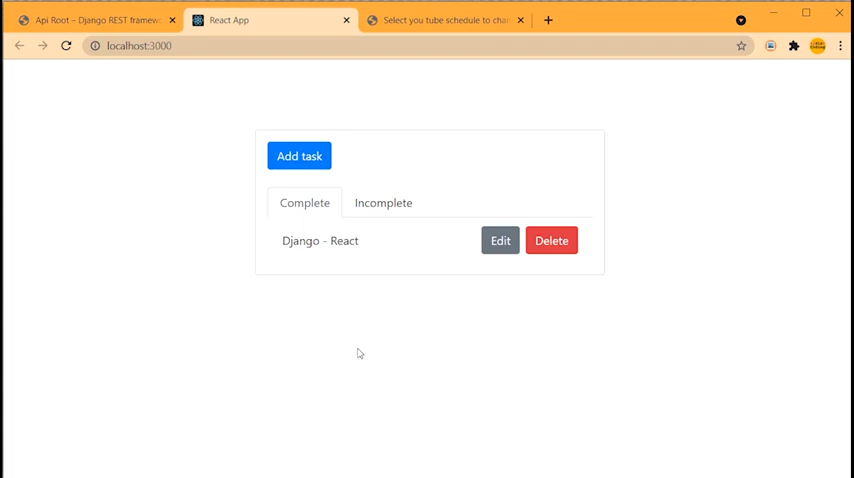 Api Root – Django REST framew
React App
Select you tube schedule to chan
localhost:3000
Add task
Complete
Incomplete
Django - React
Edit
Delete